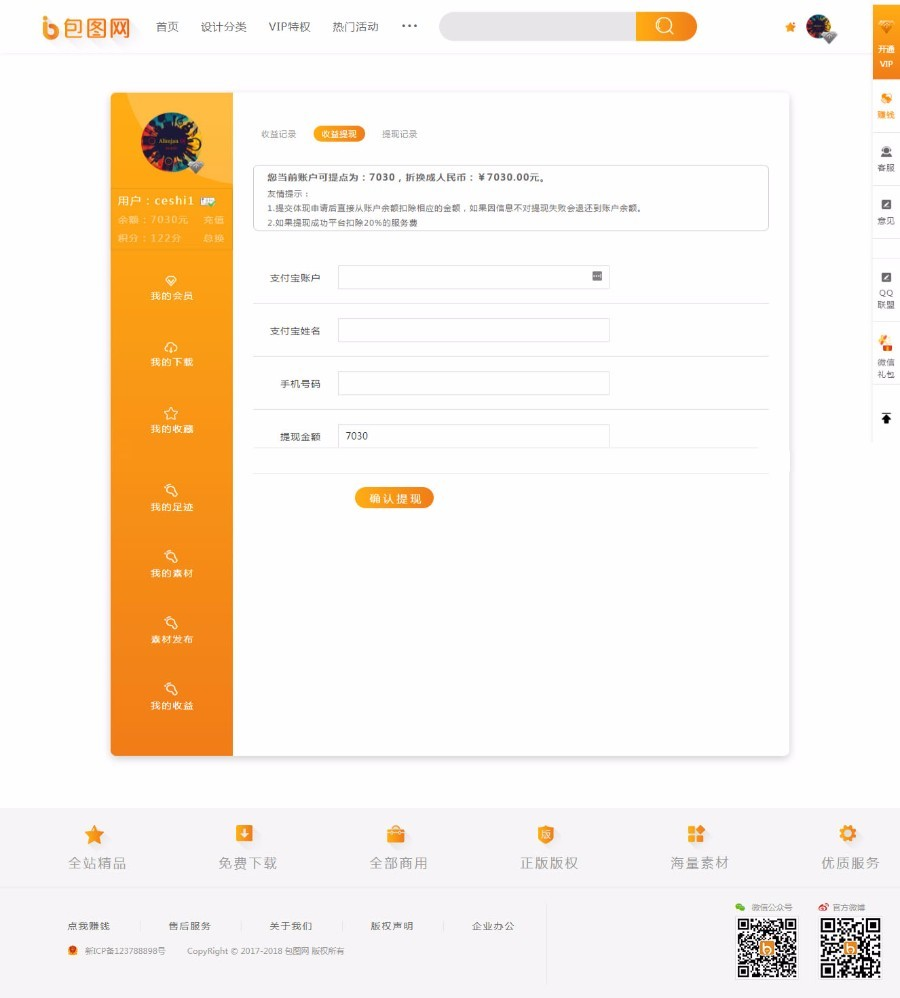 包图网 首页 设计分类 VIP特权 热门活动 •••
开通
VIP
赚钱
客服
意见
QQ
联盟
微信
礼包
用户：ceshi1
余额：7030元 充值
积分：122分
我的会员
我的下载
我的收藏
我的足迹
我的素材
素材发布
我的收益
收益记录 收益提现 提现记录
您当前账户可提点为：7030，折换成人民币：￥7030.00元。
友情提示：
1.提交体现申请后直接从账户余额扣除相应的金额，如果因信息不对提现失败会退还到账户余额。
2.如果提现成功平台扣除20%的服务费
支付宝账户
支付宝姓名
手机号码
提现金额 7030
确认提现
全站精品 免费下载 全部商用 正版版权 海量素材 优质服务
版
点我赚钱 售后服务 关于我们 版权声明 企业办公
新ICP备123788898号 CopyRight © 2017-2018 包图网 版权所有
微信公众号 官方微博